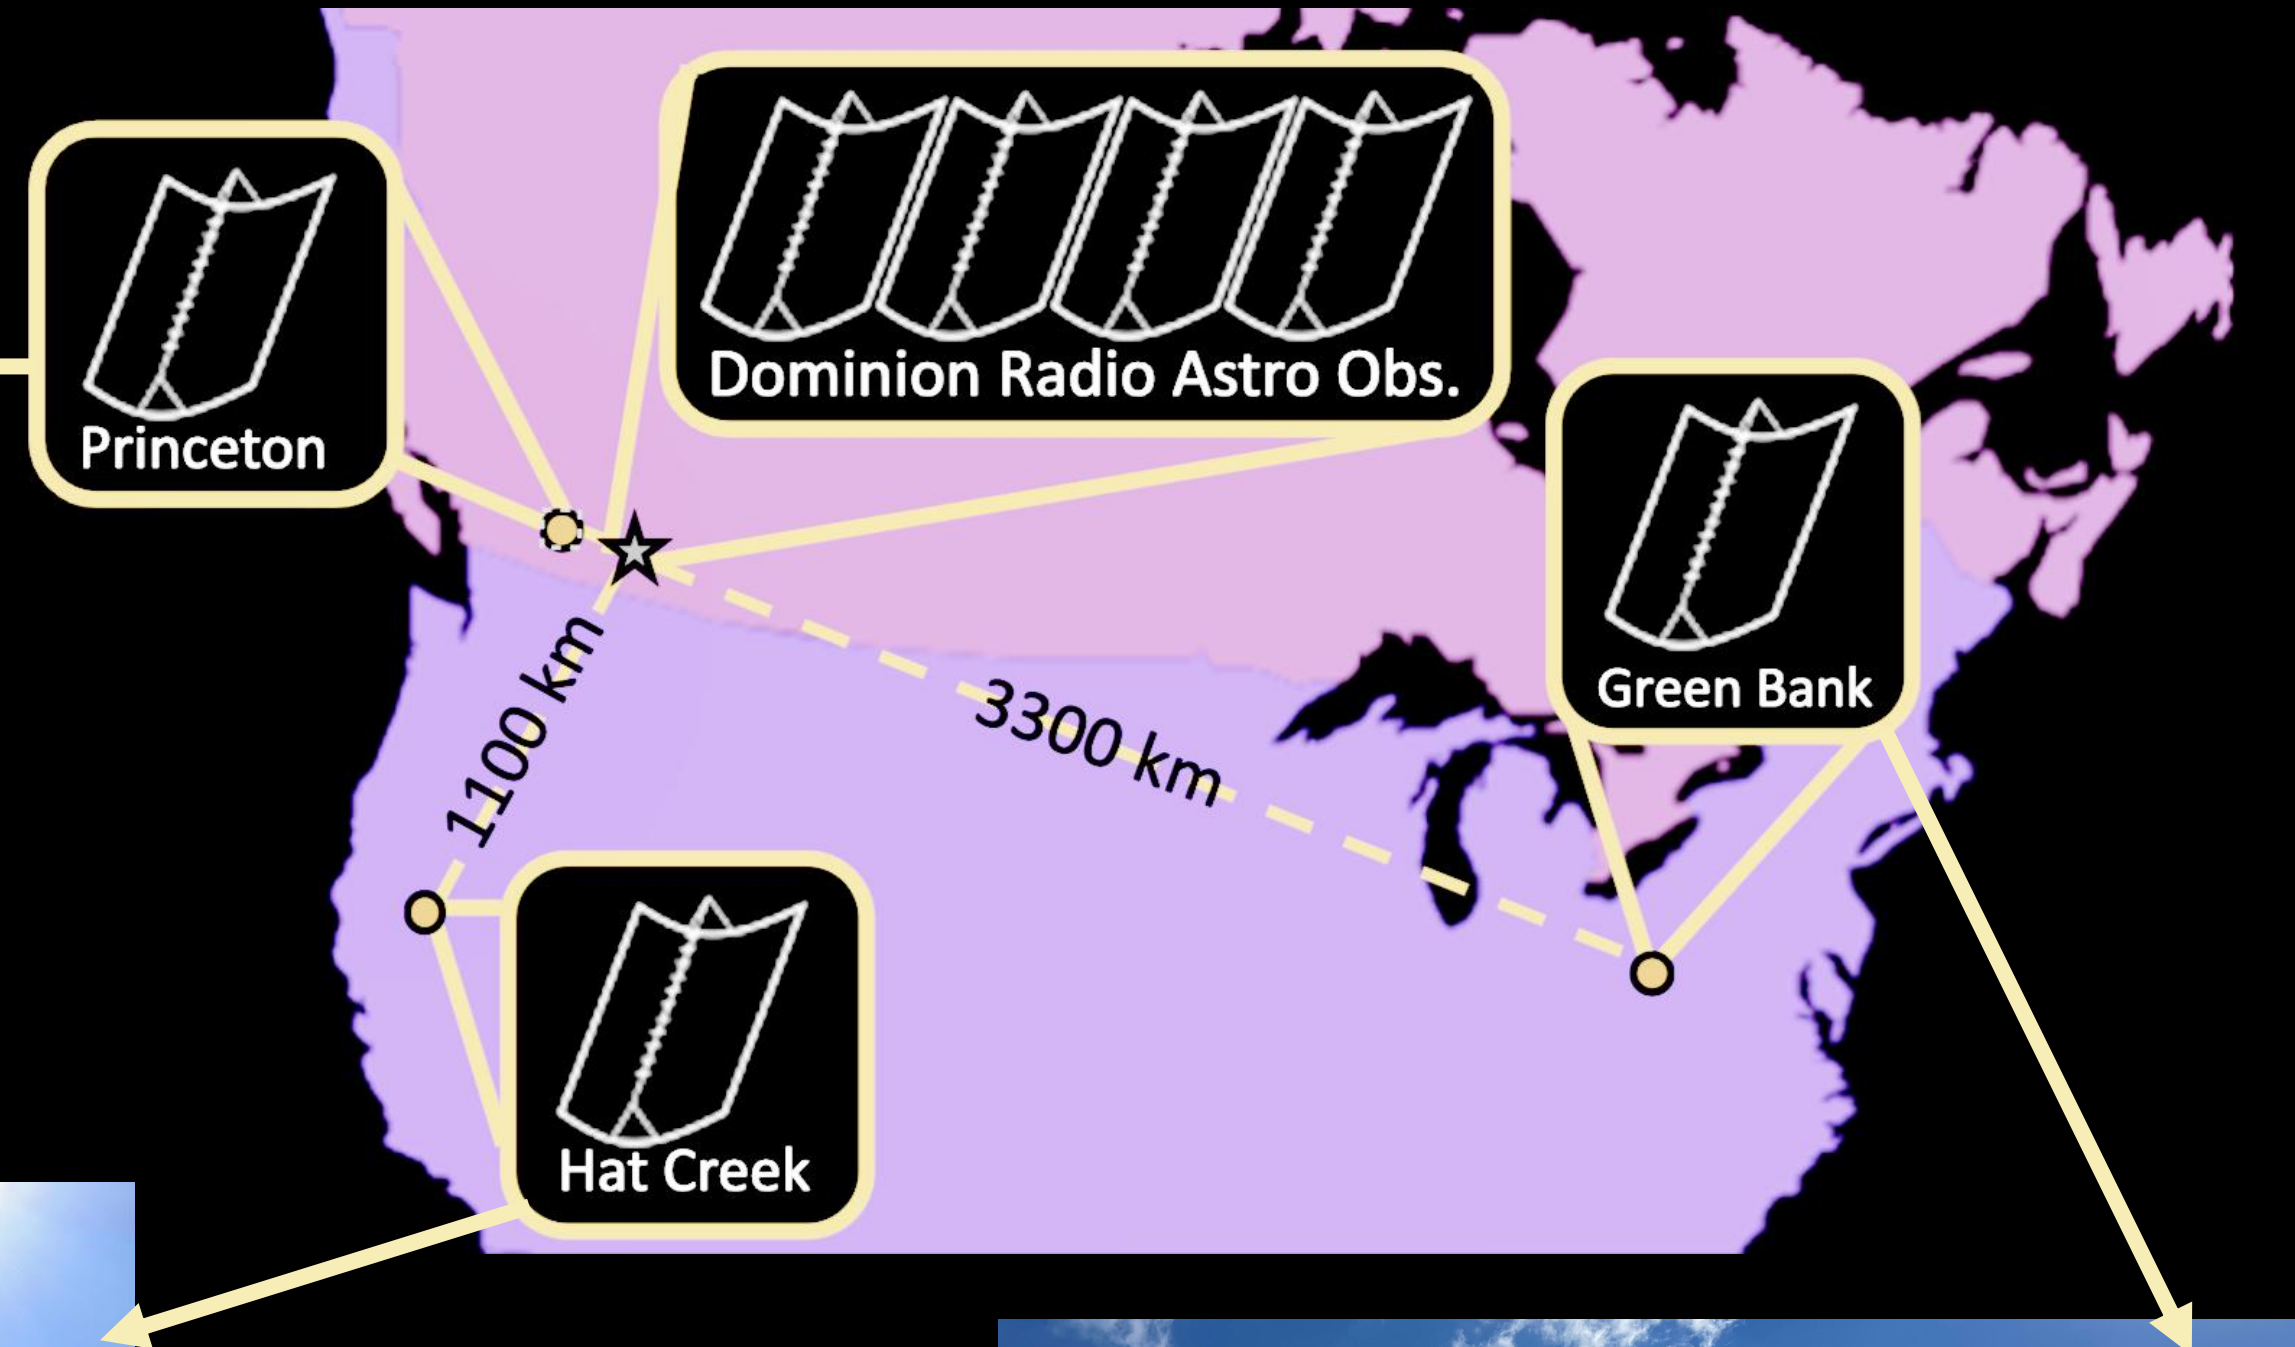 Dominion Radio Astro Obs.
Princeton
Green Bank
1100 km
3300 km
Hat Creek